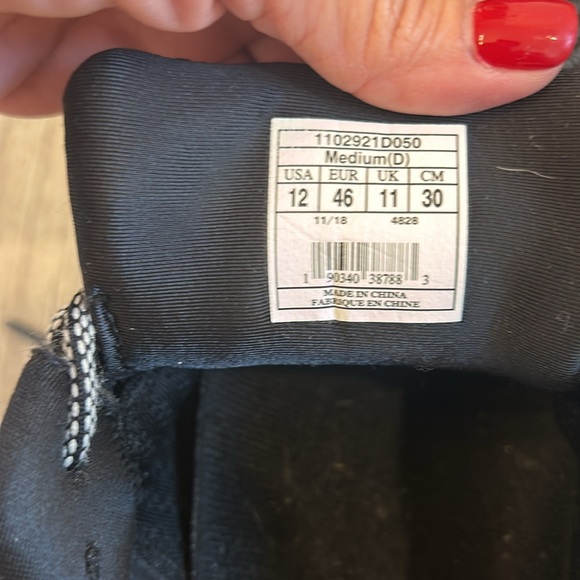 1102921D050
Medium(D)
USA EUR UK CM
12 46 11 30
11/18 4828
1 90340 38788 3
MADE IN CHINA
FABRIQUE EN CHINE